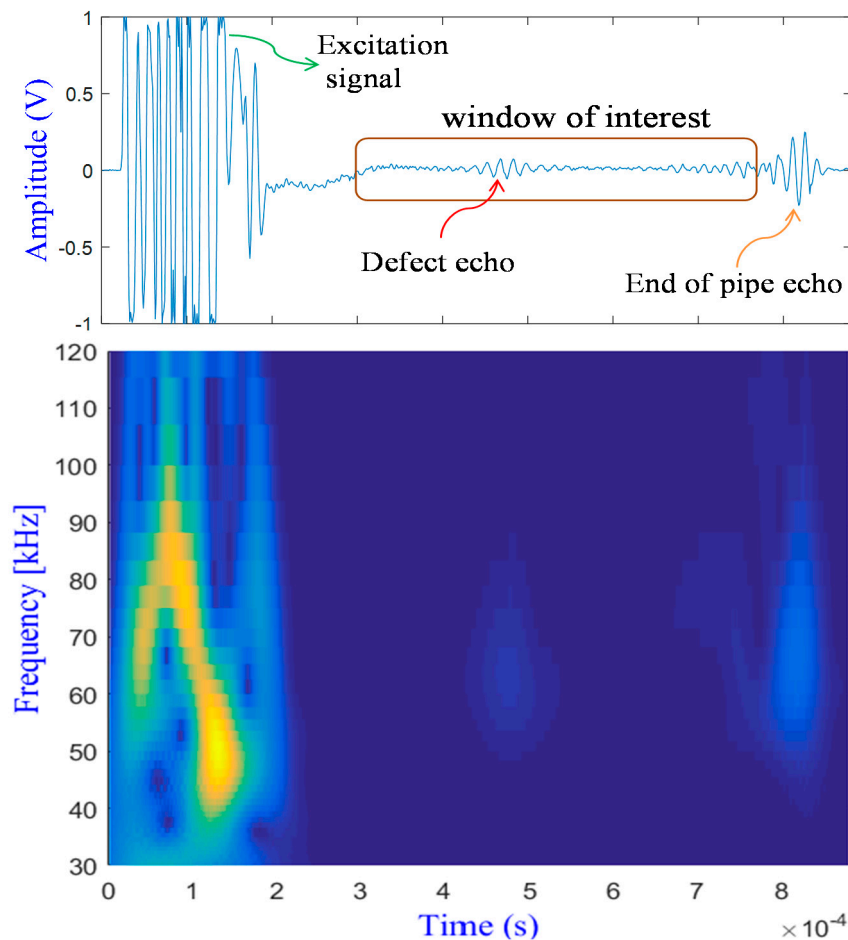 1
Excitation
signal
0.5
window of interest
0
Amplitude (V)
-0.5
Defect echo
End of pipe echo
-1
120
110
100
90
80
70
60
50
40
30
Frequency [kHz]
0 1 2 3 4 5 6 7 8
Time (s)
×10-4